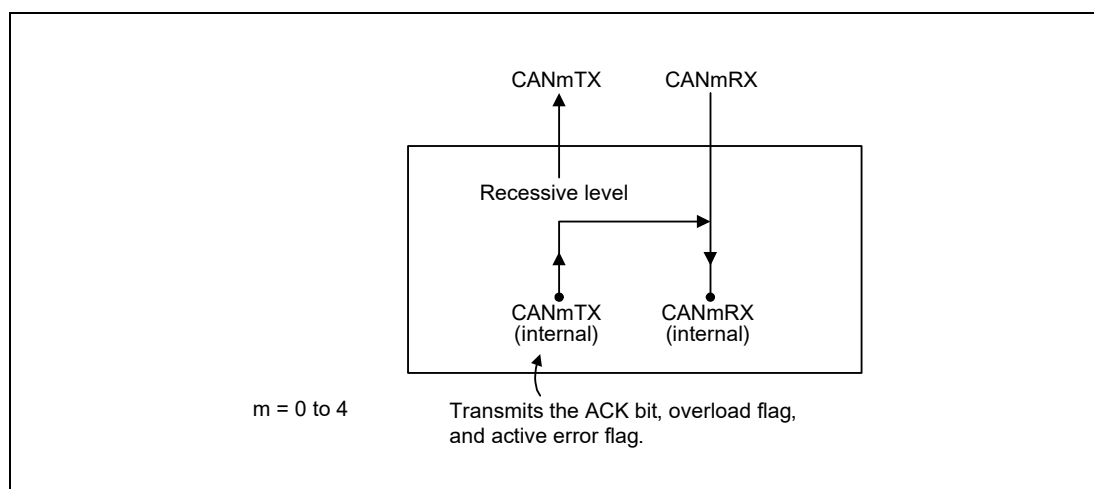 CANmTX CANmRX
Recessive level
CANmTX CANmRX
(internal) (internal)
m = 0 to 4
Transmits the ACK bit, overload flag,
and active error flag.